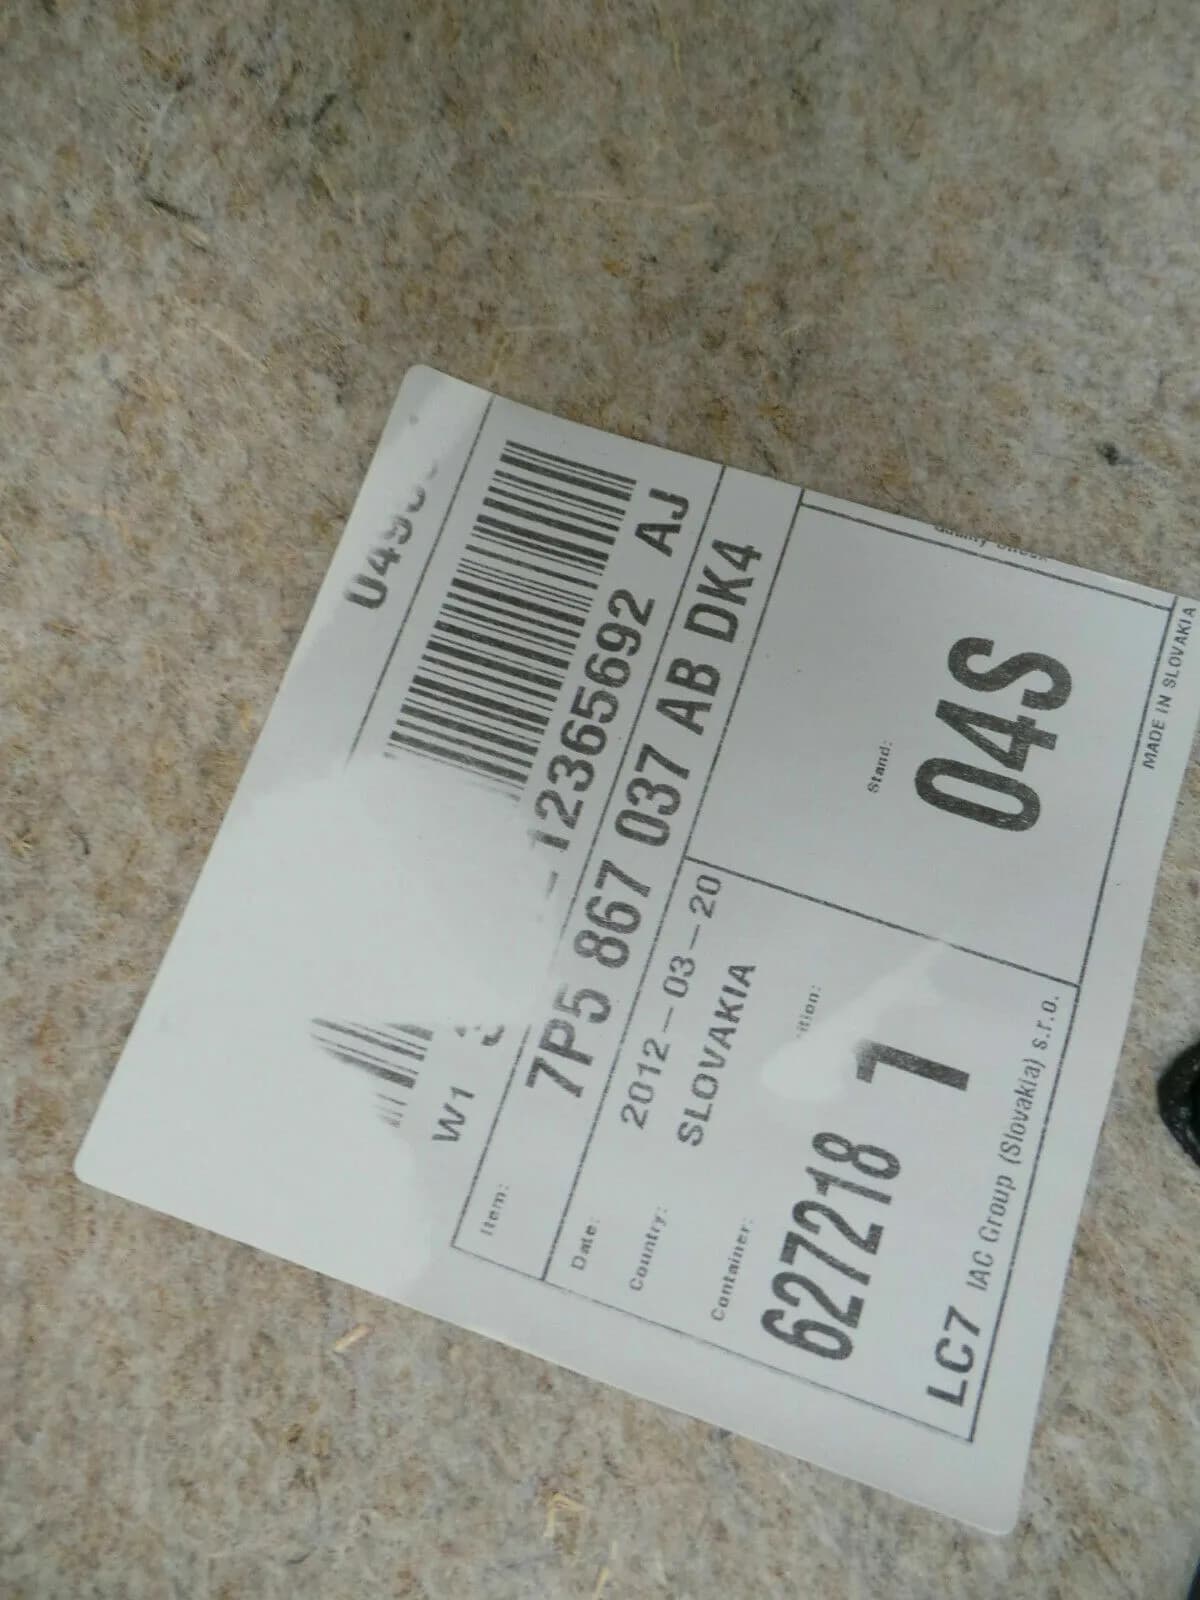 W1
12365692 AJ
Item:
7P5 867 037 AB DK4
Date: 2012-03-20
Country: SLOVAKIA
Container:
627218 1
Stand:
04S
LC7 IAC Group (Slovakia) s.r.o.
MADE IN SLOVAKIA